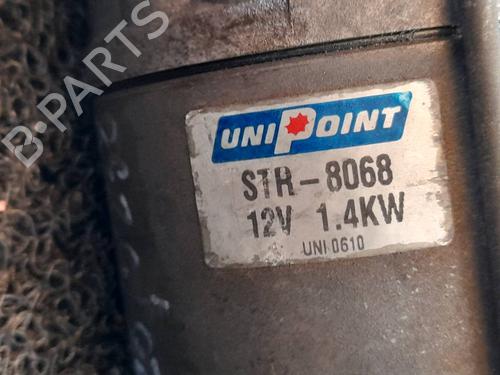 B-PARTS
UNIPOINT
STR-8068
12V 1.4KW
UNI 0610